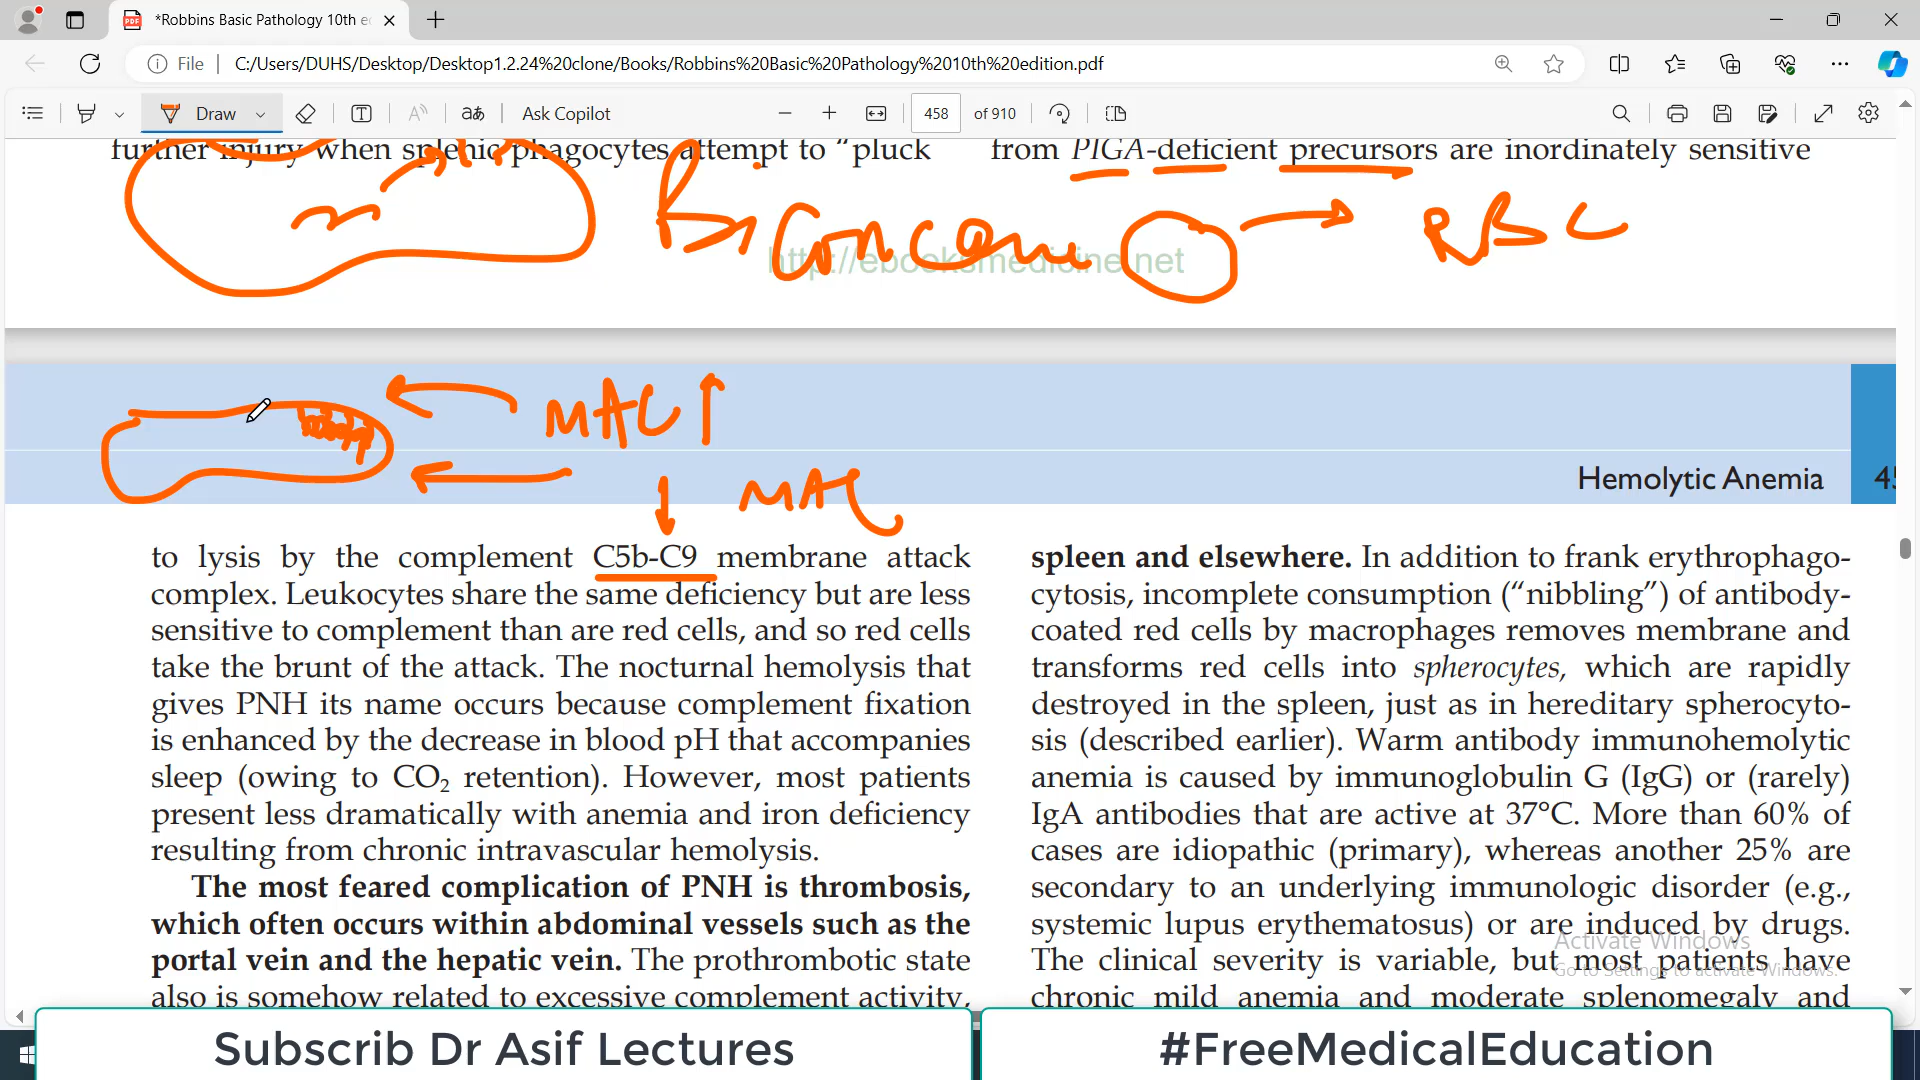 *Robbins Basic Pathology 10th e
File
C:/Users/DUHS/Desktop/Desktop1.2.24%20clone/Books/Robbins%20Basic%20Pathology%2010th%20edition.pdf
Draw
aあ
Ask Copilot
458 of 910
further injury when splenic phagocytes attempt to “pluck
from PIGA-deficient precursors are inordinately sensitive
Biconcave
RBC
http://ebooksmedicine.net
MAC
MAC
Hemolytic Anemia
to lysis by the complement C5b-C9 membrane attack
complex. Leukocytes share the same deficiency but are less
sensitive to complement than are red cells, and so red cells
take the brunt of the attack. The nocturnal hemolysis that
gives PNH its name occurs because complement fixation
is enhanced by the decrease in blood pH that accompanies
sleep (owing to CO₂ retention). However, most patients
present less dramatically with anemia and iron deficiency
resulting from chronic intravascular hemolysis.
The most feared complication of PNH is thrombosis,
which often occurs within abdominal vessels such as the
portal vein and the hepatic vein. The prothrombotic state
also is somehow related to excessive complement activity,
spleen and elsewhere. In addition to frank erythrophago-
cytosis, incomplete consumption (“nibbling”) of antibody-
coated red cells by macrophages removes membrane and
transforms red cells into spherocytes, which are rapidly
destroyed in the spleen, just as in hereditary spherocyto-
sis (described earlier). Warm antibody immunohemolytic
anemia is caused by immunoglobulin G (IgG) or (rarely)
IgA antibodies that are active at 37°C. More than 60% of
cases are idiopathic (primary), whereas another 25% are
secondary to an underlying immunologic disorder (e.g.,
systemic lupus erythematosus) or are induced by drugs.
The clinical severity is variable, but most patients have
chronic mild anemia and moderate splenomegaly and
Activate Windows
Go to Settings to activate Windows.
Subscrib Dr Asif Lectures
#FreeMedicalEducation